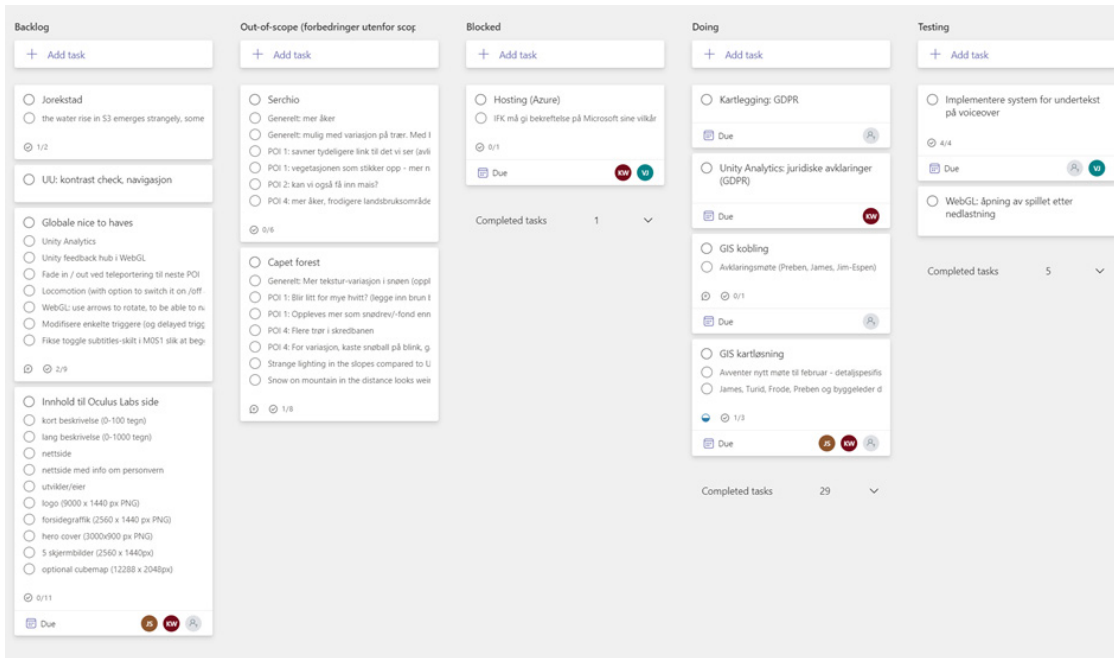 Backlog
Add task
Jorekstad
the water rise in S3 emerges strangely, some
1/2
UU: kontrast check, navigasjon
Globale nice to haves
Unity Analytics
Unity feedback hub i WebGL
Fade in / out ved teleportering til neste POI
Locomotion (with option to switch it on /off
WebGL: use arrows to rotate, to be able to
Modifisere enkelte triggere (og delayed trigg
Fikse toggle subtitles-skilt i M0S1 slik at beg
2/9
Innhold til Oculus Labs side
kort beskrivelse (0-100 tegn)
lang beskrivelse (0-1000 tegn)
nettside
nettside med info om personvern
utvikler/eier
logo (9000 x 1440 px PNG)
forsidegraffik (2560 x 1440 px PNG)
hero cover (3000x900 px PNG)
5 skjermbilder (2560 x 1440px)
optional cubemap (12288 x 2048px)
0/11
Due JS KW
Out-of-scope (forbedringer utenfor scop
Add task
Serchio
Generelt: mer åker
Generelt: mulig med variasjon på trær. Med
POI 1: savner tydeligere link til det vi ser (avli
POI 1: vegetasjonen som stikker opp - mer n
POI 2: kan vi også få inn mais?
POI 4: mer åker, frodigere landsbruksområde
0/6
Capet forest
Generelt: Mer tekstur-variasjon i snøen (oppl
POI 1: Blir litt for mye hvitt? (legge inn brun
POI 1: Oppleves mer som snødrev/-fond enn
POI 4: Flere trør i skredbanen
POI 4: For variasjon, kaste snøball på blink, g
Strange lighting in the slopes compared to U
Snow on mountain in the distance looks wei
1/8
Blocked
Add task
Hosting (Azure)
IFK må gi bekreftelse på Microsoft sine vilkår
0/1
Due KW VJ
Completed tasks 1
Doing
Add task
Kartlegging: GDPR
Due
Unity Analytics: juridiske avklaringer
(GDPR)
Due KW
GIS kobling
Avklaringsmøte (Preben, James, Jim-Espen)
0/1
Due
GIS kartløsning
Avventer nytt møte til februar - detaljspesifis
James, Turid, Frode, Preben og byggeleder d
1/3
Due JS KW
Completed tasks 29
Testing
Add task
Implementere system for undertekst
på voiceover
4/4
Due VJ
WebGL: åpning av spillet etter
nedlastning
Completed tasks 5